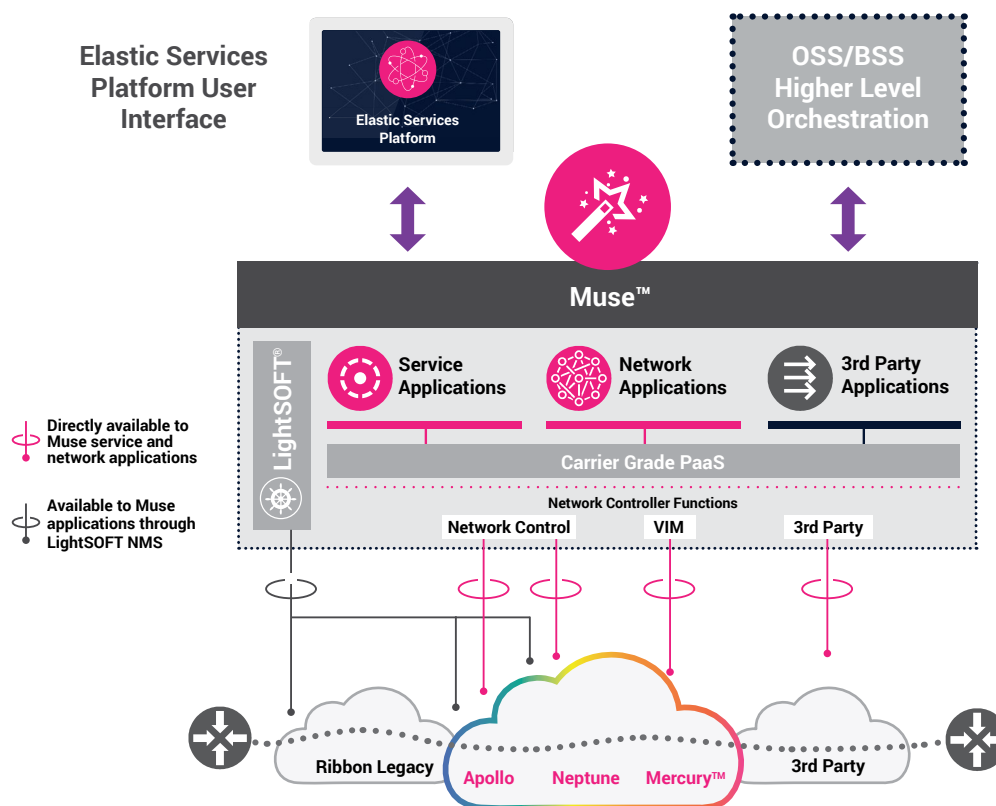 Elastic Services
Platform User
Interface
Elastic Services
Platform
OSS/BSS
Higher Level
Orchestration
Muse™
LightSOFT®
Service
Applications
Network
Applications
3rd Party
Applications
Directly available to
Muse service and
network applications
Carrier Grade PaaS
Available to Muse
applications through
LightSOFT NMS
Network Controller Functions
Network Control
VIM
3rd Party
Ribbon Legacy
Apollo
Neptune
Mercury™
3rd Party